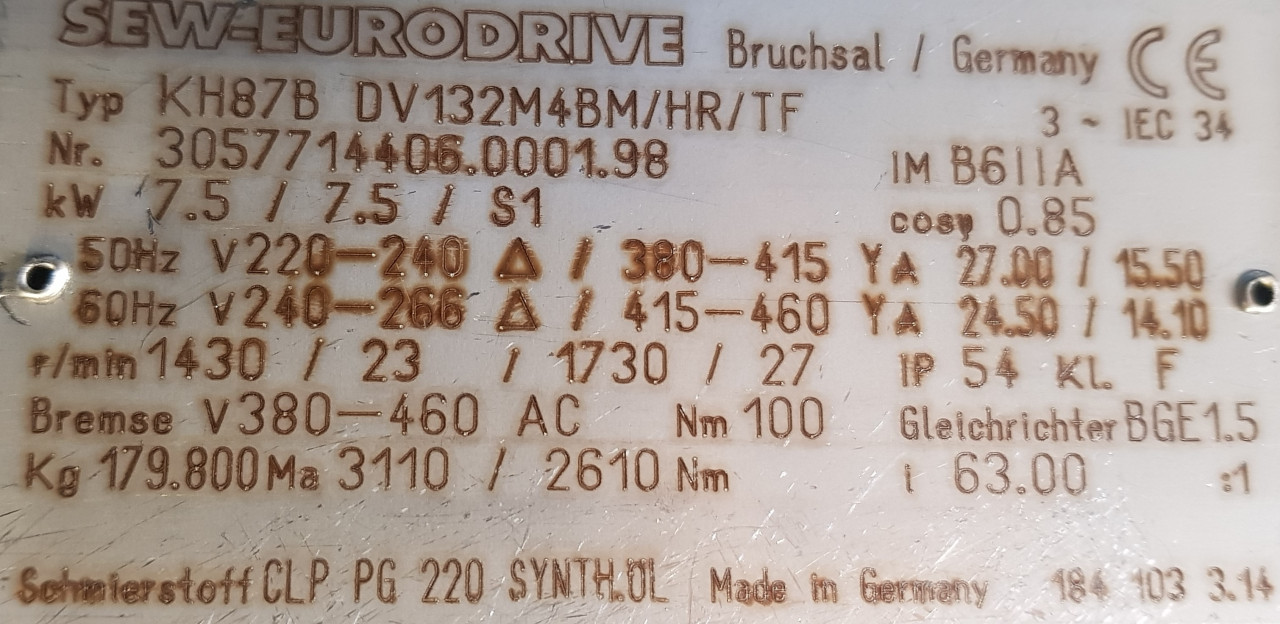 SEW-EURODRIVE Bruchsal / Germany CE
Typ KH87B DV132M4BM/HR/TF 3 ~ IEC 34
Nr. 3057714406.0001.98 IM B6IIA
kW 7.5 / 7.5 / S1 cosφ 0.85
50Hz V220-240 Δ / 380-415 Y A 27.00 / 15.50
60Hz V240-266 Δ / 415-460 Y A 24.50 / 14.10
r/min 1430 / 23 / 1730 / 27 IP 54 Kl. F
Bremse V380-460 AC Nm 100 Gleichrichter BGE1.5
Kg 179.800 Ma 3110 / 2610 Nm i 63.00 :1
Schmierstoff CLP PG 220 SYNTH.ÖL Made in Germany 184 103 3.14